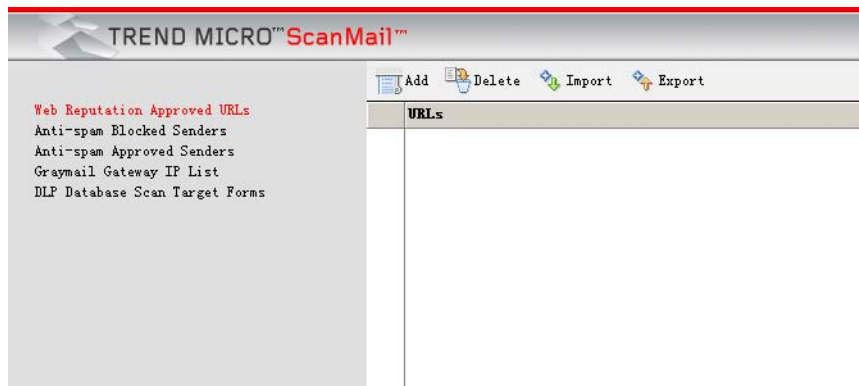 TREND MICRO™ ScanMail™
Add Delete Import Export
Web Reputation Approved URLs
Anti-spam Blocked Senders
Anti-spam Approved Senders
Graymail Gateway IP List
DLP Database Scan Target Forms
URLs